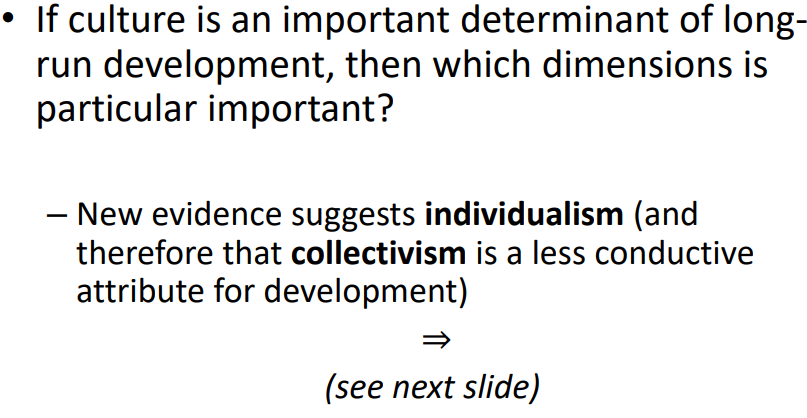 • If culture is an important determinant of long-
run development, then which dimensions is
particular important?
– New evidence suggests individualism (and
therefore that collectivism is a less conductive
attribute for development)
⇒
(see next slide)